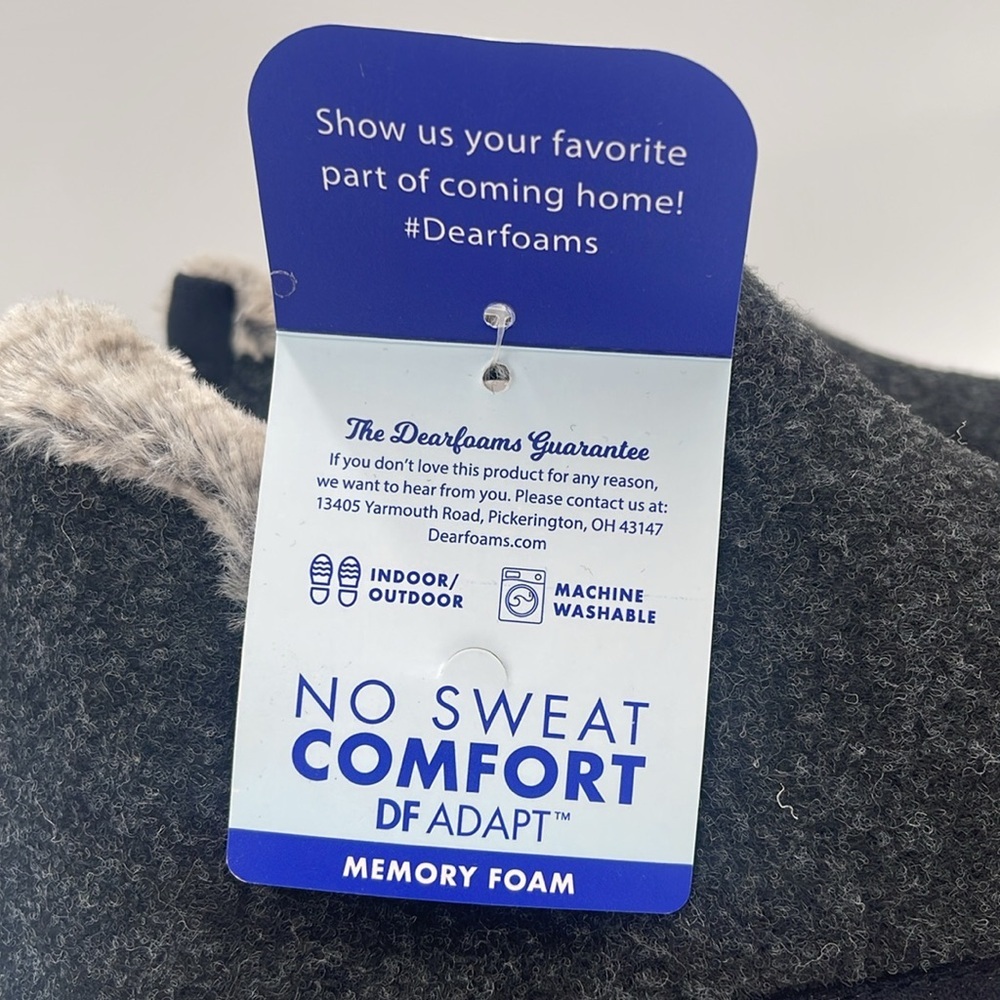 Show us your favorite
part of coming home!
#Dearfoams
The Dearfoams Guarantee
If you don't love this product for any reason,
we want to hear from you. Please contact us at:
13405 Yarmouth Road, Pickerington, OH 43147
Dearfoams.com
INDOOR/
OUTDOOR
MACHINE
WASHABLE
NO SWEAT
COMFORT
DF ADAPT™
MEMORY FOAM